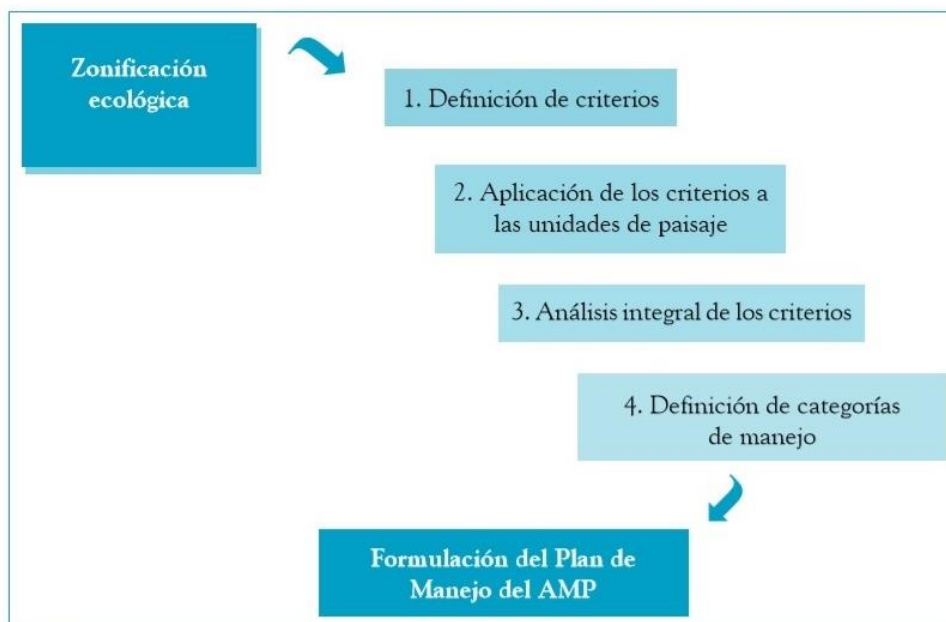 Zonificación
ecológica
1. Definición de criterios
2. Aplicación de los criterios a
las unidades de paisaje
3. Análisis integral de los criterios
4. Definición de categorías
de manejo
Formulación del Plan de
Manejo del AMP